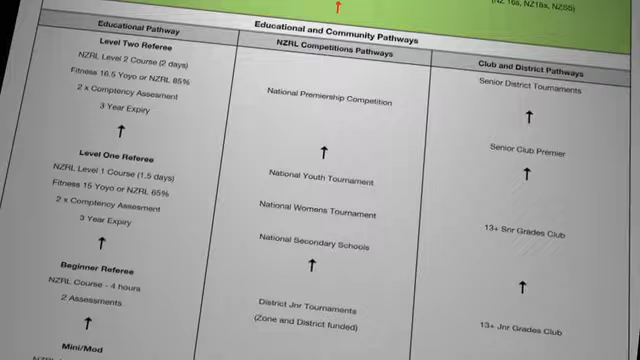 (NZ 16s, NZ18s, NZSS)
Educational and Community Pathways
Educational Pathway
Level Two Referee
NZRL Level 2 Course (2 days)
Fitness 16.5 Yoyo or NZRL 85%
2 x Comptency Assesment
3 Year Expiry
Level One Referee
NZRL Level 1 Course (1.5 days)
Fitness 15 Yoyo or NZRL 65%
2 x Comptency Assesment
3 Year Expiry
Beginner Referee
NZRL Course - 4 hours
2 Assessments
Mini/Mod
NZRL Competitions Pathways
National Premiership Competition
National Youth Tournament
National Womens Tournament
National Secondary Schools
District Jnr Tournaments
(Zone and District funded)
Club and District Pathways
Senior District Tournaments
Senior Club Premier
13+ Snr Grades Club
13+ Jnr Grades Club